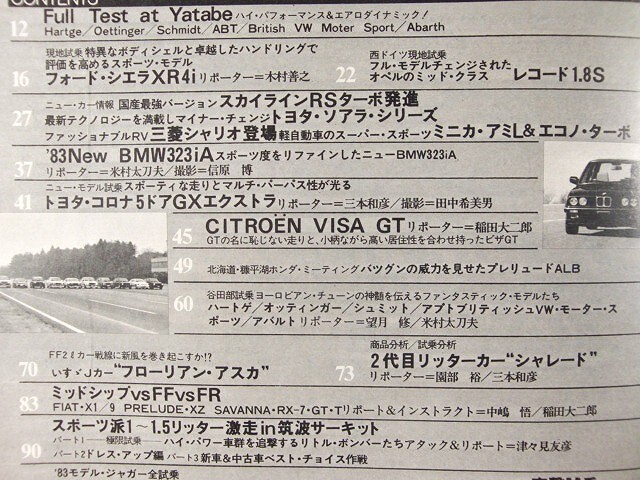 CONTENTS
12 Full Test at Yatabe ハイ・パフォーマンス&エアロダイナミック!
Hartge/Oettinger/Schmidt/ABT/British VW Moter Sport/Abarth
現地試乗 特異なボディシェルと卓越したハンドリングで
評価を高めるスポーツ・モデル
16 フォード・シエラXR4i リポーター=木村善之
西ドイツ現地試乗
フル・モデルチェンジされた
22 オペルのミッド・クラス レコード1.8S
ニュー・カー情報 国産最強バージョン スカイラインRSターボ発進
27 最新テクノロジーを満載しマイナー・チェンジ トヨタ・ソアラ・シリーズ
ファッショナブルRV 三菱シャリオ登場 軽自動車のスーパー・スポーツ ミニカ・アミL&エコノ・ターボ
'83New BMW323iA スポーツ度をリファインしたニューBMW323iA
37 リポーター=米村太刀夫/撮影=信原 博
ニュー・モデル試乗 スポーティな走りとマルチ・パーパス性が光る
41 トヨタ・コロナ5ドアGXエクストラ リポーター=三本和彦/撮影=田中希美男
45 CITROËN VISA GT リポーター=稲田大二郎
GTの名に恥じない走りと、小柄ながら高い居住性を合わせ持ったビザGT
49 北海道・糠平湖ホンダ・ミーティング バツグンの威力を見せたプレリュードALB
谷田部試乗 ヨーロピアン・チューンの神髄を伝えるファンタスティック・モデルたち
60 ハートゲ/オッティンガー/シュミット/アプト/ブリティッシュVW・モーター・ス
ポーツ/アバルト リポーター=望月 修/米村太刀夫
FF2ℓカー戦線に新風を巻き起こすか!?
70 いすゞJカー“フローリアン・アスカ”
商品分析/試乗分析
73 2代目リッターカー“シャレード”
リポーター=園部 裕/三本彦
83 ミッドシップvsFFvsFR
FIAT・X1/9 PRELUDE・XZ SAVANNA・RX-7・GT・T リポート&インストラクト=中嶋 悟/稲田大二郎
スポーツ派1~1.5リッター激走in筑波サーキット
90 パート1――極限試乗―― ハイ・パワー車群を追撃するリトル・ボンバーたち アタック&リポート=津々見友彦
パート2 ドレス・アップ編 パート3 新車&中古車ベスト・チョイス作戦
'83モデル・ジャガー全試乗